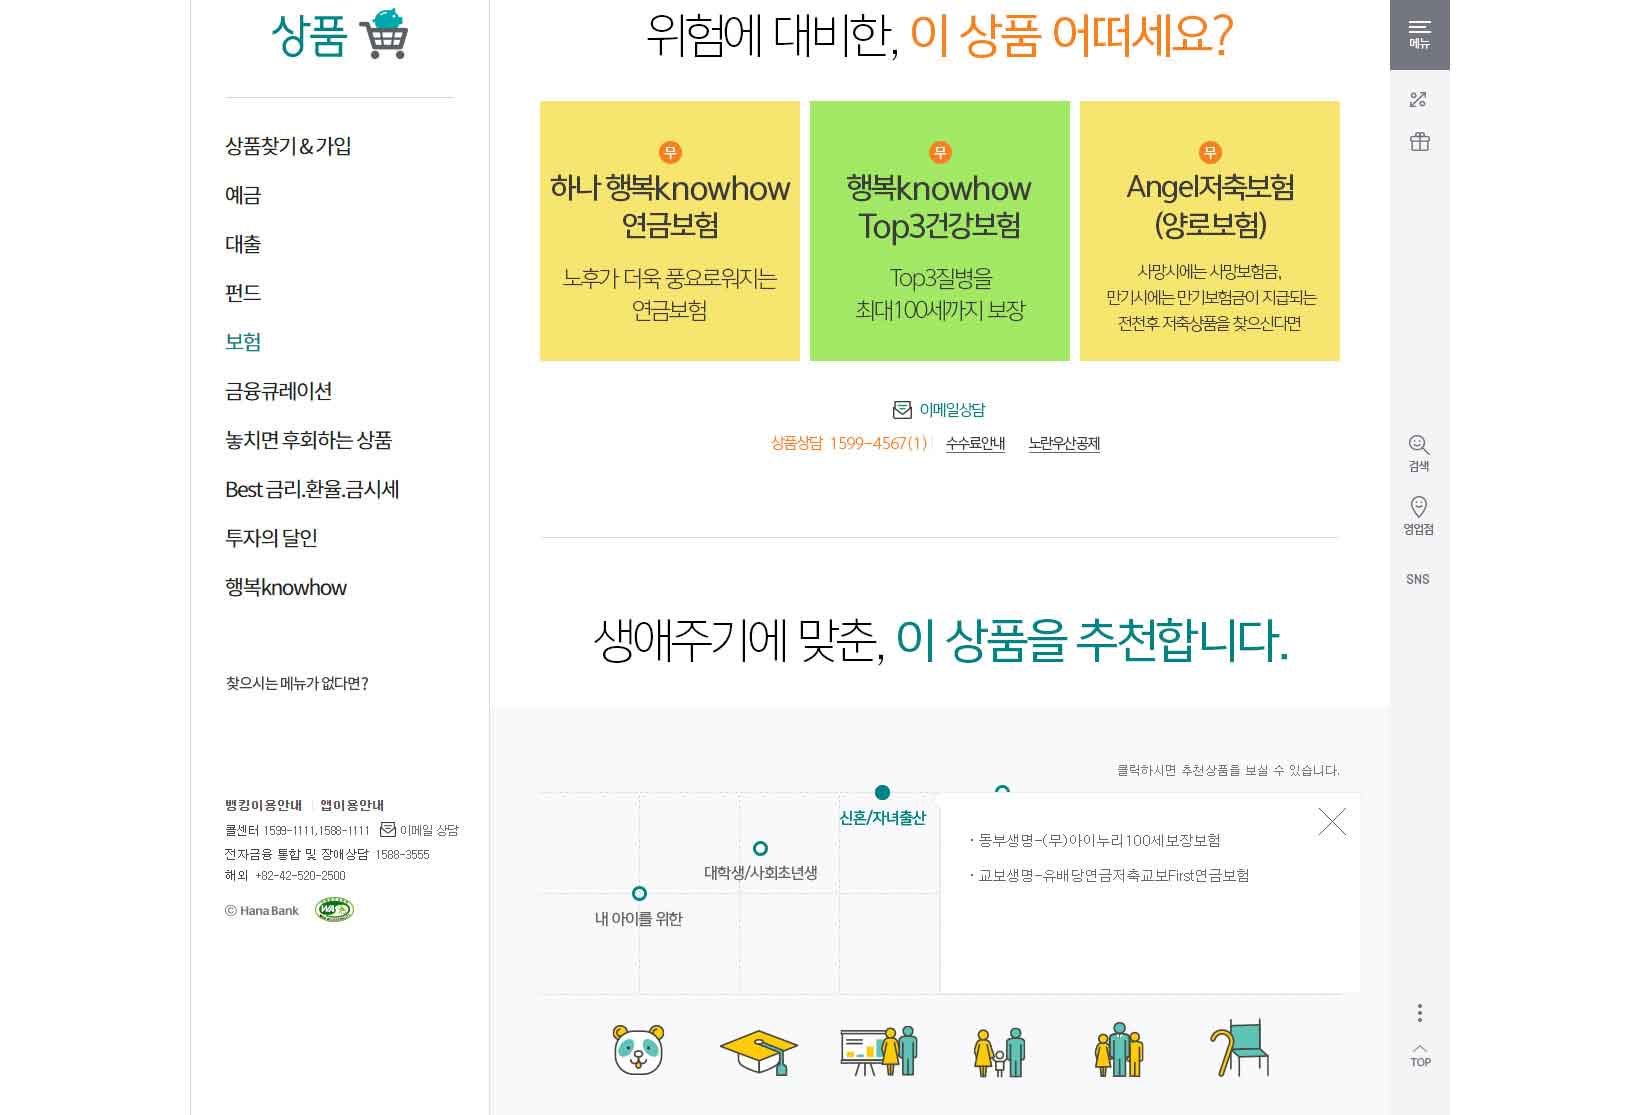 상품
상품찾기 & 가입
예금
대출
펀드
보험
금융큐레이션
놓치면 후회하는 상품
Best 금리.환율.금시세
투자의 달인
행복knowhow
찾으시는 메뉴가 없다면?
뱅킹이용안내 | 앱이용안내
콜센터 1599-1111,1588-1111 이메일 상담
전자금융 통합 및 장애상담 1588-3555
해외 +82-42-520-2500
ⓒ Hana Bank WA
위험에 대비한, 이 상품 어떠세요?
무
하나 행복knowhow
연금보험
노후가 더욱 풍요로워지는
연금보험
무
행복knowhow
Top3건강보험
Top3질병을
최대100세까지 보장
무
Angel저축보험
(양로보험)
사망시에는 사망보험금,
만기시에는 만기보험금이 지급되는
전천후 저축상품을 찾으신다면
이메일상담
상품상담 1599-4567(1) | 수수료안내 노란우산공제
생애주기에 맞춘, 이 상품을 추천합니다.
클릭하시면 추천상품을 보실 수 있습니다.
신혼/자녀출산
대학생/사회초년생
내 아이를 위한
· 동부생명-(무)아이누리100세보장보험
· 교보생명-유배당연금저축교보First연금보험
메뉴
검색
영업점
SNS
TOP